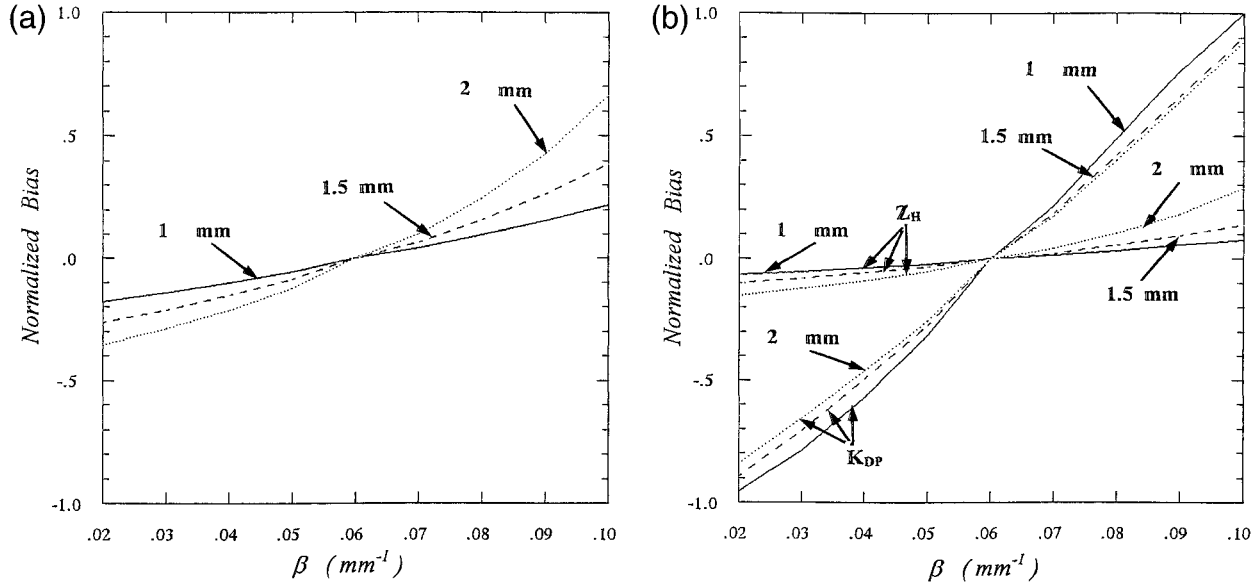 (a)
1.0
.5
.0
-.5
-1.0
Normalized Bias
2 mm
1.5 mm
1 mm
.02 .03 .04 .05 .06 .07 .08 .09 .10
β (mm⁻¹)
(b)
1.0
.5
.0
-.5
-1.0
Normalized Bias
1 mm
1.5 mm
2 mm
Z_H
1 mm
1.5 mm
2 mm
K_DP
.02 .03 .04 .05 .06 .07 .08 .09 .10
β (mm⁻¹)